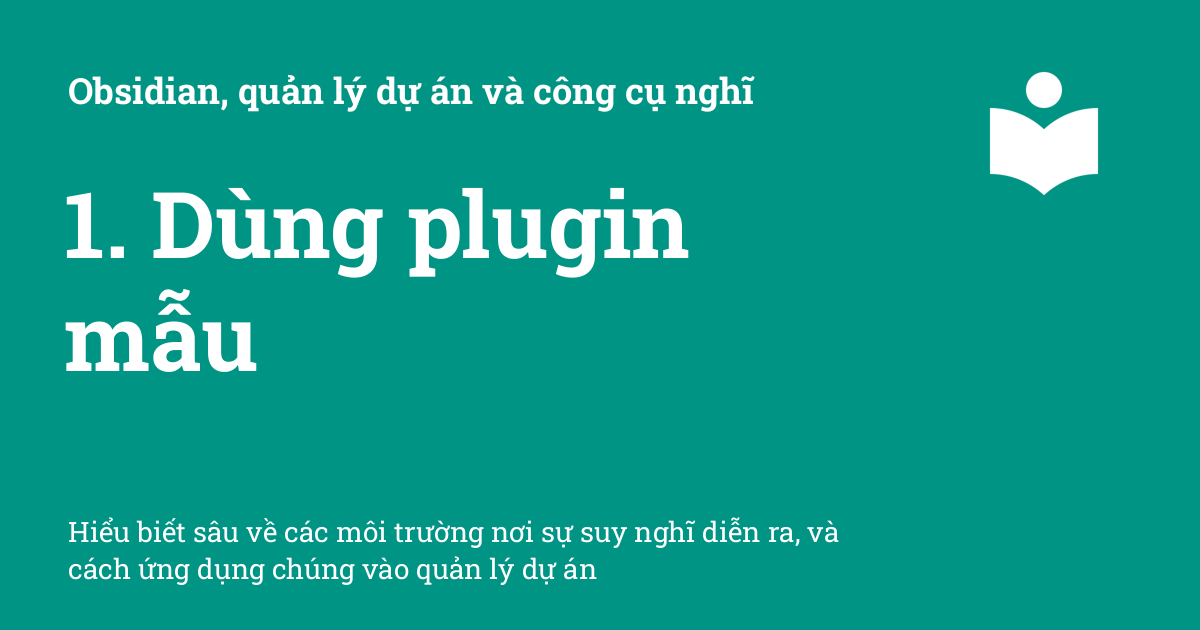 Obsidian, quản lý dự án và công cụ nghĩ
1. Dùng plugin
mẫu
Hiểu biết sâu về các môi trường nơi sự suy nghĩ diễn ra, và
cách ứng dụng chúng vào quản lý dự án